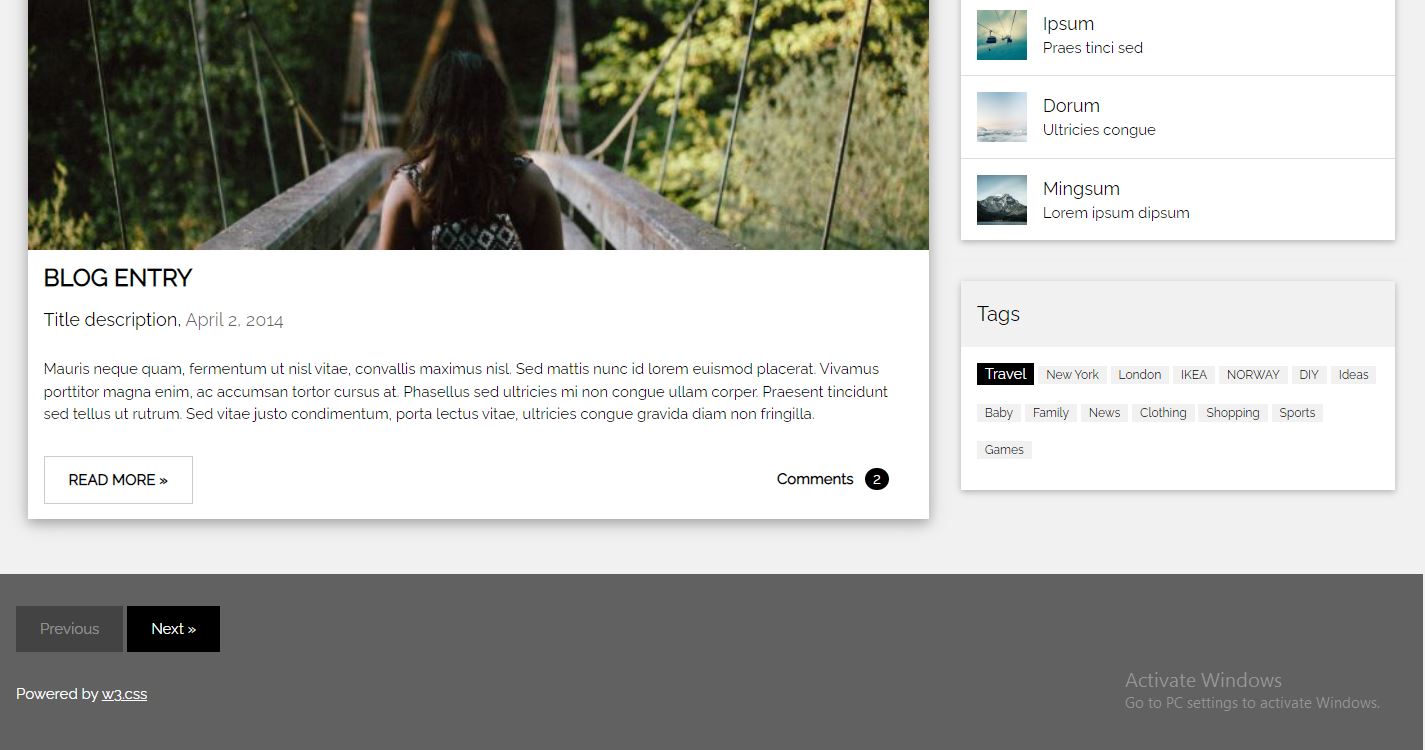 BLOG ENTRY
Title description, April 2, 2014
Mauris neque quam, fermentum ut nisl vitae, convallis maximus nisl. Sed mattis nunc id lorem euismod placerat. Vivamus
porttitor magna enim, ac accumsan tortor cursus at. Phasellus sed ultricies mi non congue ullam corper. Praesent tincidunt
sed tellus ut rutrum. Sed vitae justo condimentum, porta lectus vitae, ultricies congue gravida diam non fringilla.
READ MORE »
Comments 2
Ipsum
Praes tinci sed
Dorum
Ultricies congue
Mingsum
Lorem ipsum dipsum
Tags
Travel New York London IKEA NORWAY DIY Ideas
Baby Family News Clothing Shopping Sports
Games
Previous Next »
Powered by w3.css
Activate Windows
Go to PC settings to activate Windows.